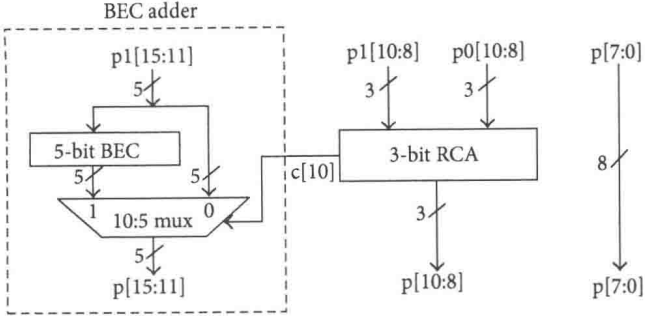 BEC adder
p1[15:11]
p1[10:8]
p0[10:8]
p[7:0]
5
3
3
5-bit BEC
3-bit RCA
5
5
c[10]
8
1
0
10:5 mux
3
5
p[15:11]
p[10:8]
p[7:0]